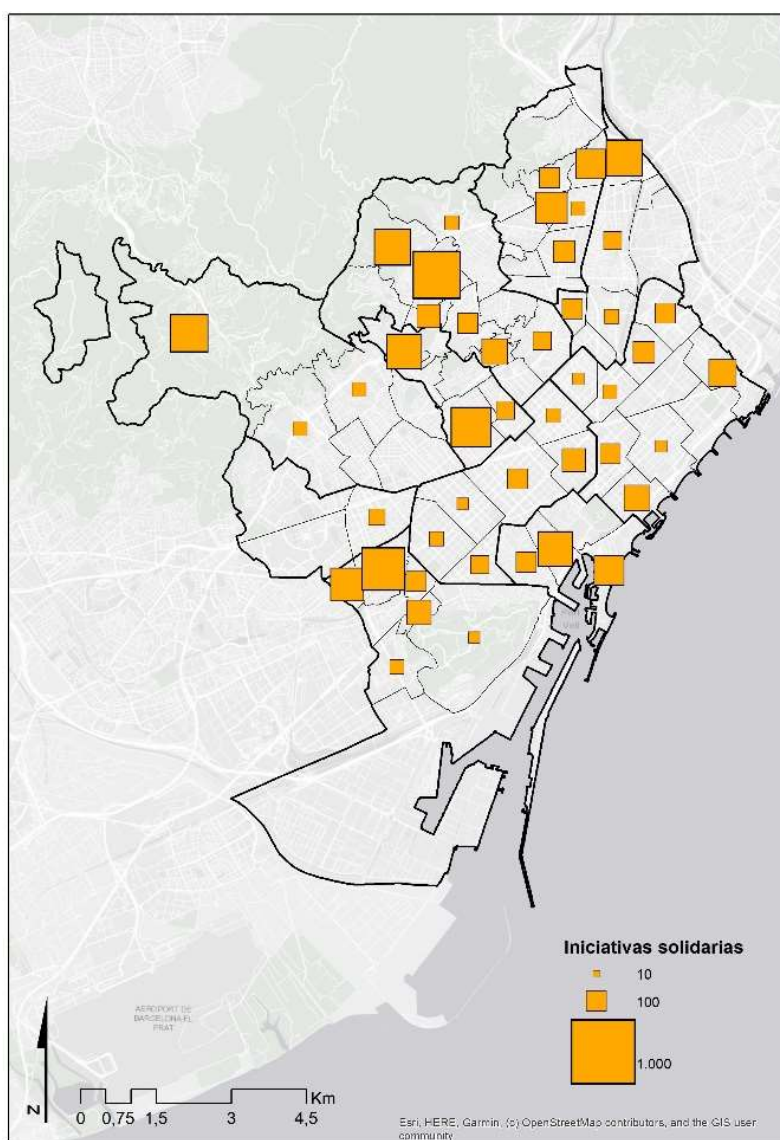 Iniciativas solidarias
10
100
1.000
AEROPORT DE
BARCELONA-EL
PRAT
N
Km
0 0,75 1,5 3 4,5
Esri, HERE, Garmin, (c) OpenStreetMap contributors, and the GIS user
community